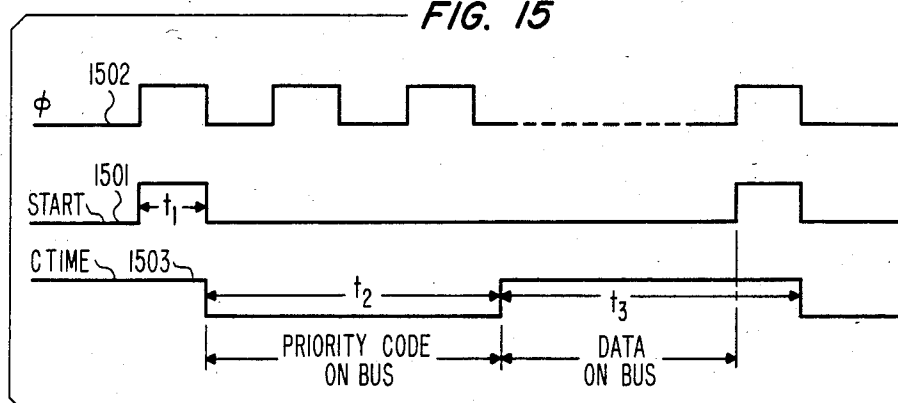 FIG. 15
1502
ϕ
1501
START
t1
CTIME
1503
t2
t3
PRIORITY CODE
ON BUS
DATA
ON BUS